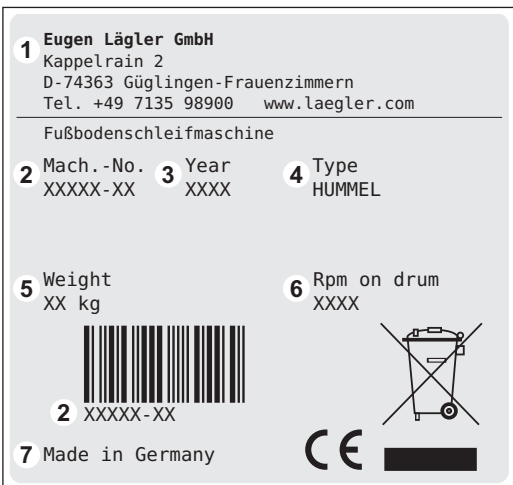 1 Eugen Lägler GmbH
Kappelrain 2
D-74363 Güglingen-Frauenzimmern
Tel. +49 7135 98900 www.laegler.com
Fußbodenschleifmaschine
2 Mach.-No. 3 Year 4 Type
XXXXX-XX XXXX HUMMEL
5 Weight 6 Rpm on drum
XX kg XXXX
2 XXXXX-XX
7 Made in Germany CE